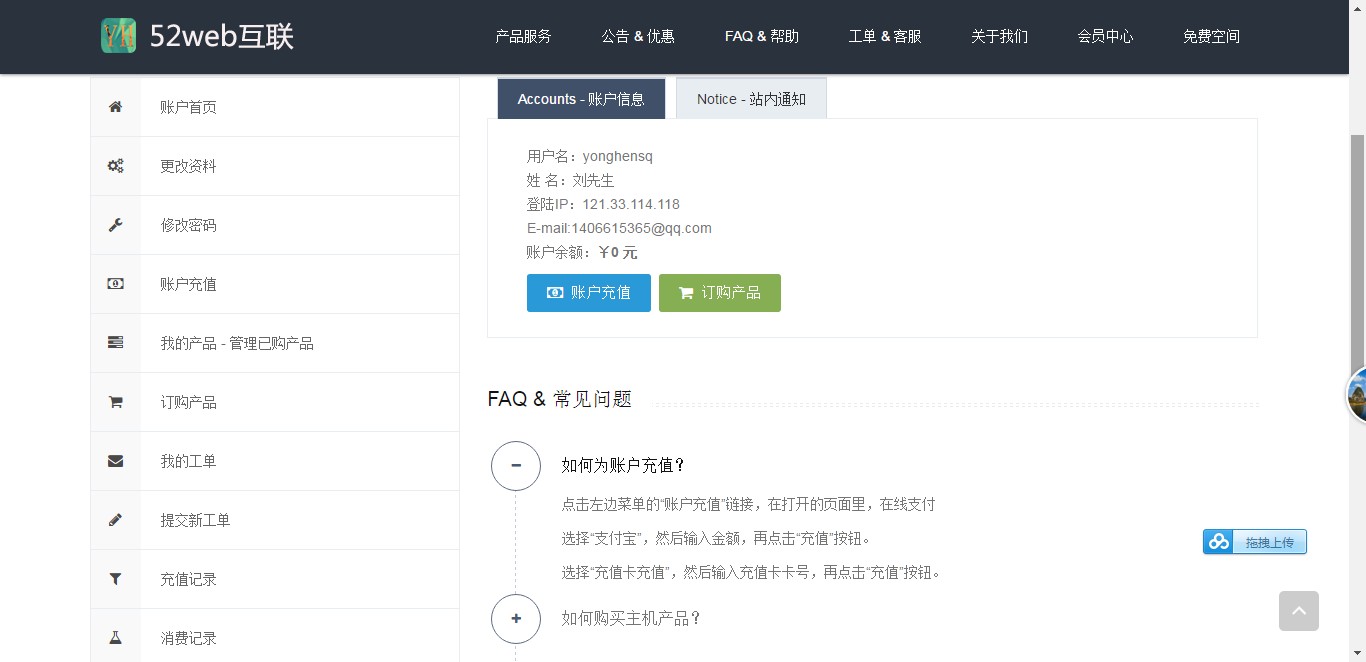 YK 52web互联
产品服务 公告 & 优惠 FAQ & 帮助 工单 & 客服 关于我们 会员中心 免费空间
账户首页
更改资料
修改密码
账户充值
我的产品 - 管理已购产品
订购产品
我的工单
提交新工单
充值记录
消费记录
Accounts - 账户信息 Notice - 站内通知
用户名：yonghensq
姓 名：刘先生
登陆IP：121.33.114.118
E-mail:1406615365@qq.com
账户余额：￥0 元
账户充值 订购产品
FAQ & 常见问题
如何为账户充值？
点击左边菜单的“账户充值”链接，在打开的页面里，在线支付
选择“支付宝”，然后输入金额，再点击“充值”按钮。
选择“充值卡充值”，然后输入充值卡卡号，再点击“充值”按钮。
如何购买主机产品？
拖拽上传